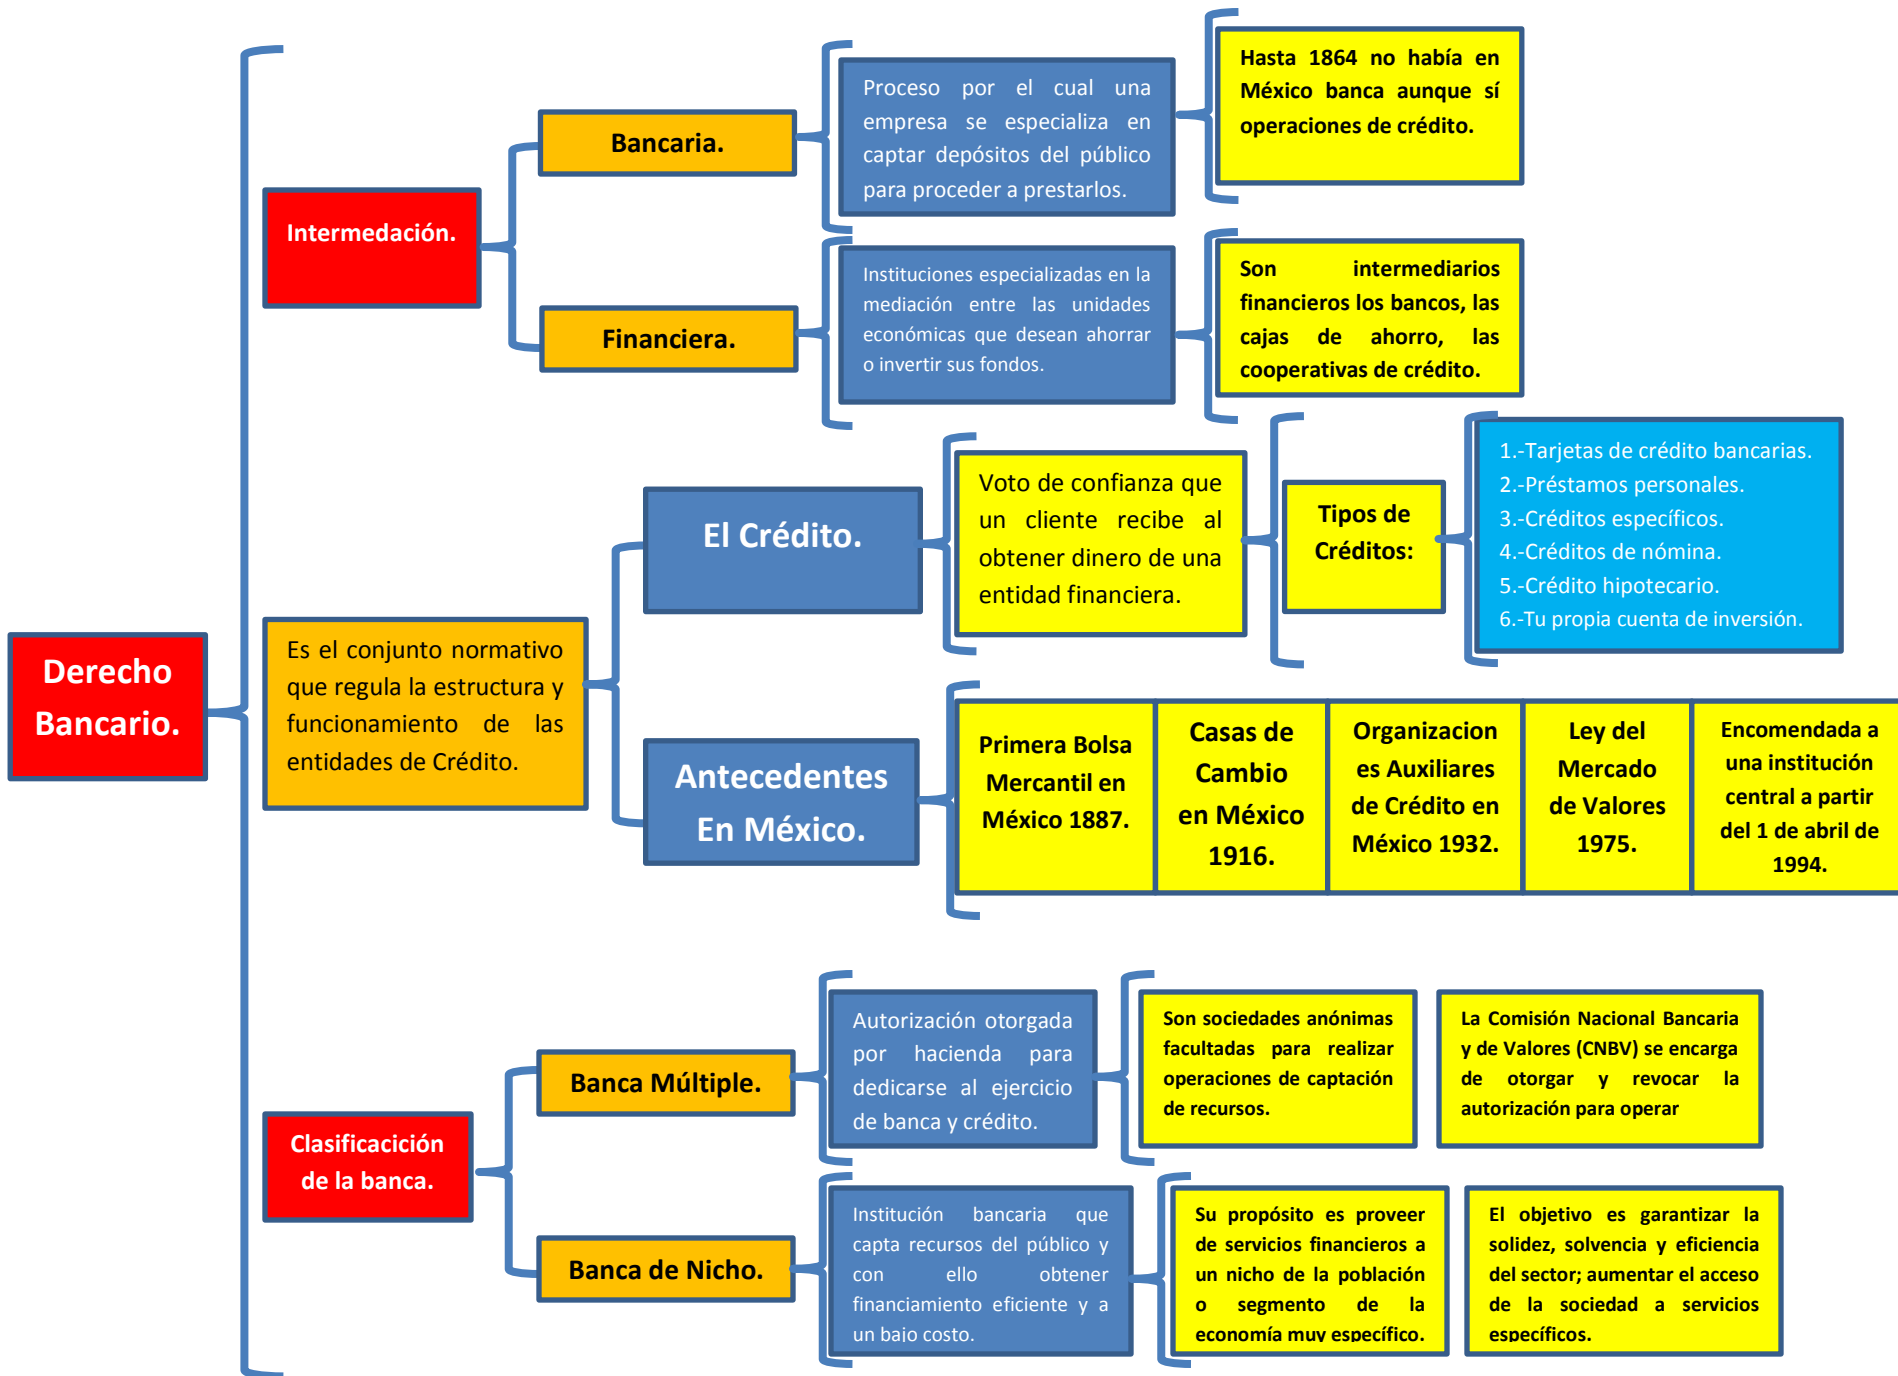 Derecho
Bancario.
Intermedación.
Bancaria.
Proceso por el cual una
empresa se especializa en
captar depósitos del público
para proceder a prestarlos.
Hasta 1864 no había en
México banca aunque sí
operaciones de crédito.
Financiera.
Instituciones especializadas en la
mediación entre las unidades
económicas que desean ahorrar
o invertir sus fondos.
Son intermediarios
financieros los bancos, las
cajas de ahorro, las
cooperativas de crédito.
Es el conjunto normativo
que regula la estructura y
funcionamiento de las
entidades de Crédito.
El Crédito.
Voto de confianza que
un cliente recibe al
obtener dinero de una
entidad financiera.
Tipos de
Créditos:
1.-Tarjetas de crédito bancarias.
2.-Préstamos personales.
3.-Créditos específicos.
4.-Créditos de nómina.
5.-Crédito hipotecario.
6.-Tu propia cuenta de inversión.
Antecedentes
En México.
Primera Bolsa
Mercantil en
México 1887.
Casas de
Cambio
en México
1916.
Organizacion
es Auxiliares
de Crédito en
México 1932.
Ley del
Mercado
de Valores
1975.
Encomendada a
una institución
central a partir
del 1 de abril de
1994.
Clasificacición
de la banca.
Banca Múltiple.
Autorización otorgada
por hacienda para
dedicarse al ejercicio
de banca y crédito.
Son sociedades anónimas
facultadas para realizar
operaciones de captación
de recursos.
La Comisión Nacional Bancaria
y de Valores (CNBV) se encarga
de otorgar y revocar la
autorización para operar
Banca de Nicho.
Institución bancaria que
capta recursos del público y
con ello obtener
financiamiento eficiente y a
un bajo costo.
Su propósito es proveer
de servicios financieros a
un nicho de la población
o segmento de la
economía muy específico.
El objetivo es garantizar la
solidez, solvencia y eficiencia
del sector; aumentar el acceso
de la sociedad a servicios
específicos.